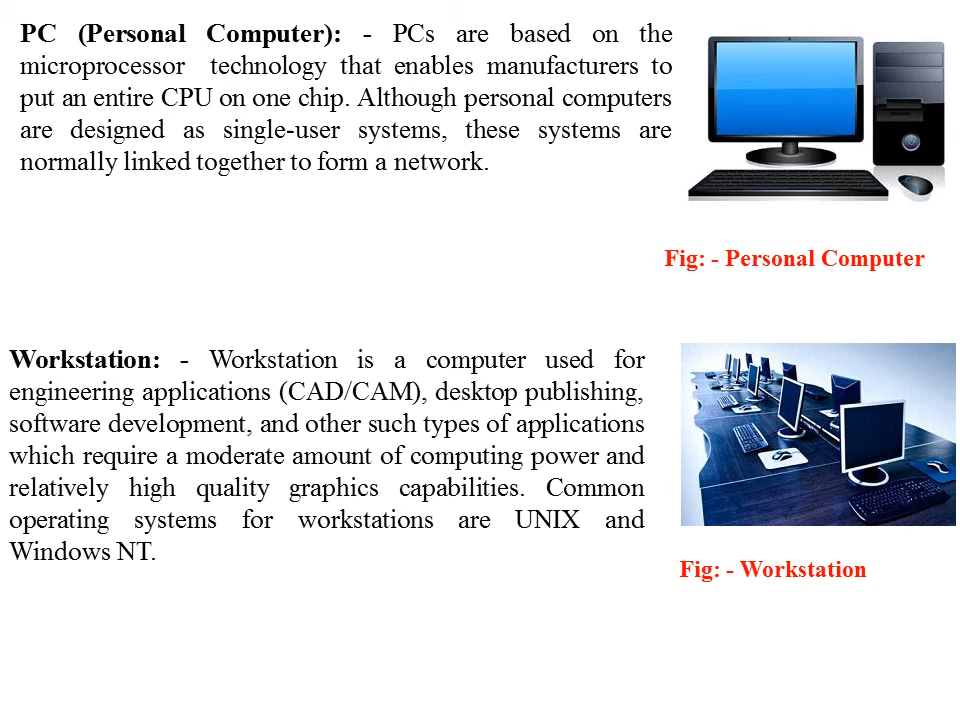 PC (Personal Computer): - PCs are based on the
microprocessor technology that enables manufacturers to
put an entire CPU on one chip. Although personal computers
are designed as single-user systems, these systems are
normally linked together to form a network.
Fig: - Personal Computer
Workstation: - Workstation is a computer used for
engineering applications (CAD/CAM), desktop publishing,
software development, and other such types of applications
which require a moderate amount of computing power and
relatively high quality graphics capabilities. Common
operating systems for workstations are UNIX and
Windows NT.
Fig: - Workstation